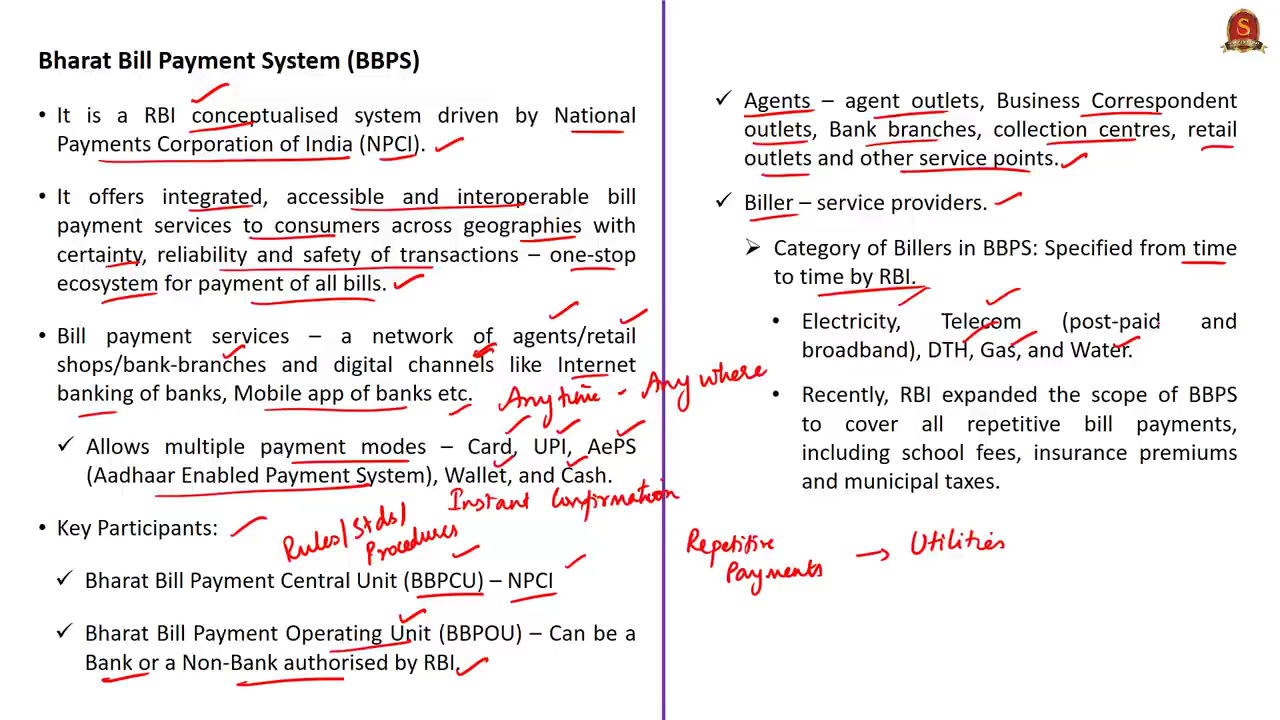 Bharat Bill Payment System (BBPS)
• It is a RBI conceptualised system driven by National
Payments Corporation of India (NPCI).
• It offers integrated, accessible and interoperable bill
payment services to consumers across geographies with
certainty, reliability and safety of transactions – one-stop
ecosystem for payment of all bills.
• Bill payment services – a network of agents/retail
shops/bank-branches and digital channels like Internet
banking of banks, Mobile app of banks etc.
Anytime - Anywhere
✓ Allows multiple payment modes – Card, UPI, AePS
(Aadhaar Enabled Payment System), Wallet, and Cash.
Instant Confirmation
• Key Participants:
Rules/Stds/
Procedures
✓ Bharat Bill Payment Central Unit (BBPCU) – NPCI
✓ Bharat Bill Payment Operating Unit (BBPOU) – Can be a
Bank or a Non-Bank authorised by RBI.
✓ Agents – agent outlets, Business Correspondent
outlets, Bank branches, collection centres, retail
outlets and other service points.
✓ Biller – service providers.
➢ Category of Billers in BBPS: Specified from time
to time by RBI.
• Electricity, Telecom (post-paid and
broadband), DTH, Gas, and Water.
• Recently, RBI expanded the scope of BBPS
to cover all repetitive bill payments,
including school fees, insurance premiums
and municipal taxes.
Repetitive
Payments → Utilities
S